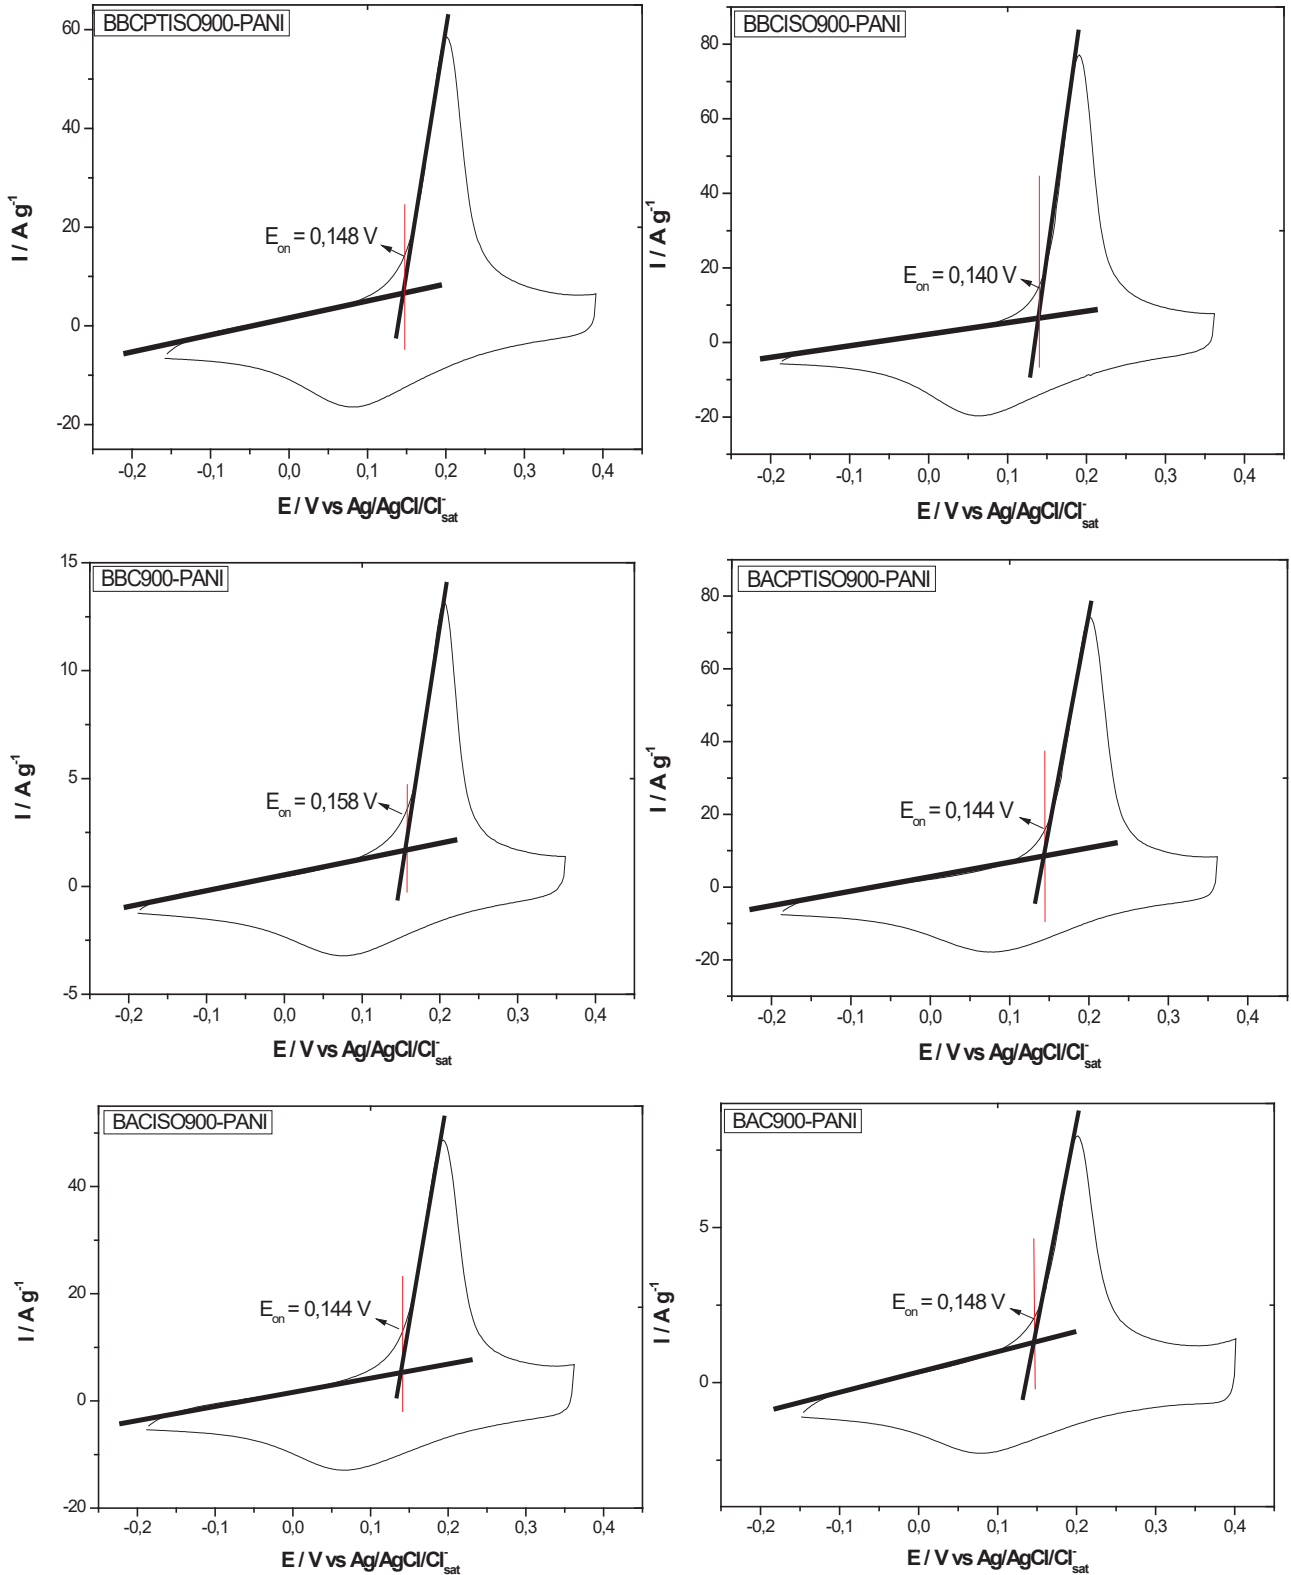 BBCPTISO900-PANI
60
40
20
0
-20
I / A g⁻¹
Eon = 0,148 V
-0,2 -0,1 0,0 0,1 0,2 0,3 0,4
E / V vs Ag/AgCl/Cl⁻sat
BBCISO900-PANI
80
60
40
20
0
-20
I / A g⁻¹
Eon = 0,140 V
-0,2 -0,1 0,0 0,1 0,2 0,3 0,4
E / V vs Ag/AgCl/Cl⁻sat
BBC900-PANI
15
10
5
0
-5
I / A g⁻¹
Eon = 0,158 V
-0,2 -0,1 0,0 0,1 0,2 0,3 0,4
E / V vs Ag/AgCl/Cl⁻sat
BACPTISO900-PANI
80
60
40
20
0
-20
I / A g⁻¹
Eon = 0,144 V
-0,2 -0,1 0,0 0,1 0,2 0,3 0,4
E / V vs Ag/AgCl/Cl⁻sat
BACISO900-PANI
40
20
0
-20
I / A g⁻¹
Eon = 0,144 V
-0,2 -0,1 0,0 0,1 0,2 0,3 0,4
E / V vs Ag/AgCl/Cl⁻sat
BAC900-PANI
5
0
I / A g⁻¹
Eon = 0,148 V
-0,2 -0,1 0,0 0,1 0,2 0,3 0,4
E / V vs Ag/AgCl/Cl⁻sat